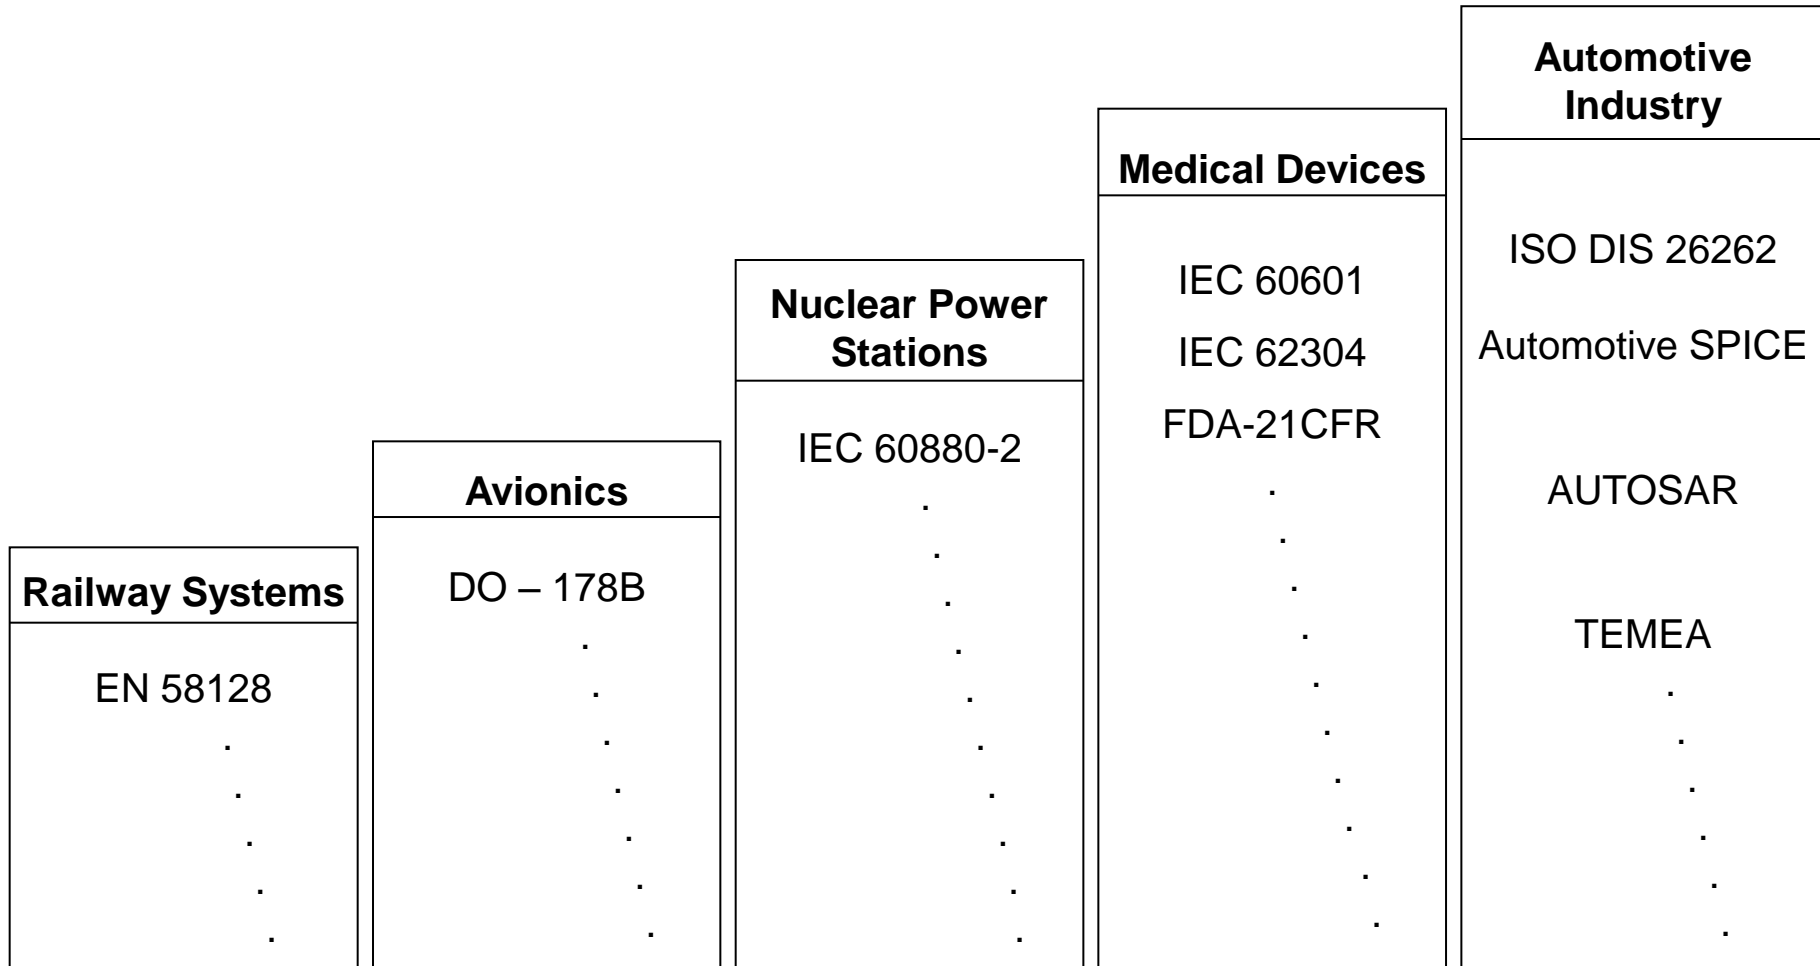 Railway Systems
EN 58128
Avionics
DO – 178B
Nuclear Power
Stations
IEC 60880-2
Medical Devices
IEC 60601
IEC 62304
FDA-21CFR
Automotive
Industry
ISO DIS 26262
Automotive SPICE
AUTOSAR
TEMEA